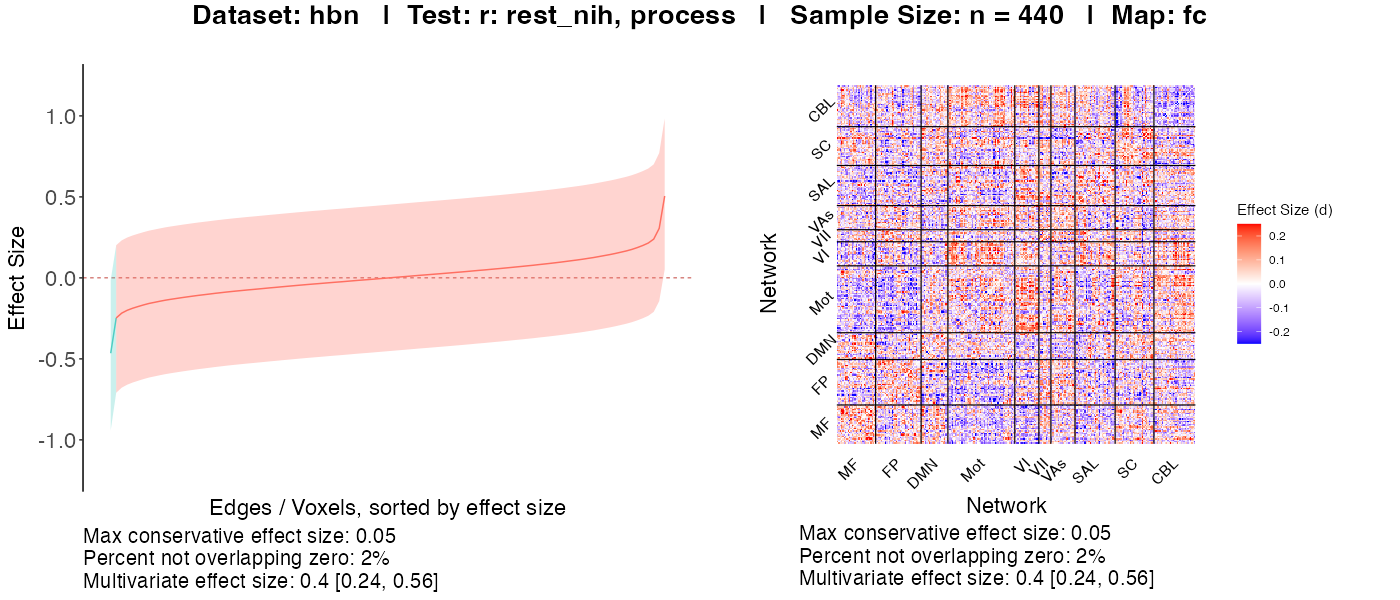 Dataset: hbn | Test: r: rest_nih, process | Sample Size: n = 440 | Map: fc
Effect Size
1.0
0.5
0.0
-0.5
-1.0
Edges / Voxels, sorted by effect size
Max conservative effect size: 0.05
Percent not overlapping zero: 2%
Multivariate effect size: 0.4 [0.24, 0.56]
Network
CBL
SC
SAL
VAs
VII
VI
Mot
DMN
FP
MF
MF
FP
DMN
Mot
VI
VII
VAs
SAL
SC
CBL
Network
Max conservative effect size: 0.05
Percent not overlapping zero: 2%
Multivariate effect size: 0.4 [0.24, 0.56]
Effect Size (d)
0.2
0.1
0.0
-0.1
-0.2